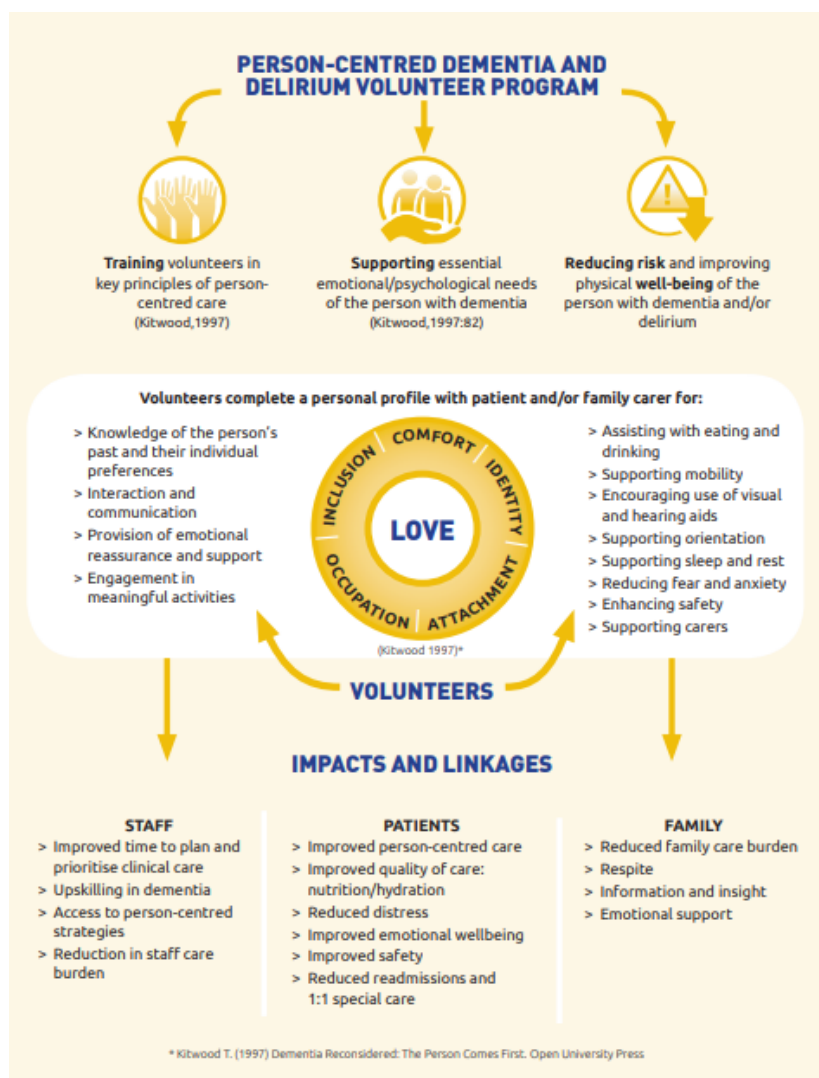 PERSON-CENTRED DEMENTIA AND
DELIRIUM VOLUNTEER PROGRAM
Training volunteers in
key principles of person-
centred care
(Kitwood,1997)
Supporting essential
emotional/psychological needs
of the person with dementia
(Kitwood,1997:82)
Reducing risk and improving
physical well-being of the
person with dementia and/or
delirium
Volunteers complete a personal profile with patient and/or family carer for:
> Knowledge of the person's
past and their individual
preferences
> Interaction and
communication
> Provision of emotional
reassurance and support
> Engagement in
meaningful activities
INCLUSION
COMFORT
IDENTITY
ATTACHMENT
OCCUPATION
LOVE
(Kitwood 1997)*
> Assisting with eating and
drinking
> Supporting mobility
> Encouraging use of visual
and hearing aids
> Supporting orientation
> Supporting sleep and rest
> Reducing fear and anxiety
> Enhancing safety
> Supporting carers
VOLUNTEERS
IMPACTS AND LINKAGES
STAFF
> Improved time to plan and
prioritise clinical care
> Upskilling in dementia
> Access to person-centred
strategies
> Reduction in staff care
burden
PATIENTS
> Improved person-centred care
> Improved quality of care:
nutrition/hydration
> Reduced distress
> Improved emotional wellbeing
> Improved safety
> Reduced readmissions and
1:1 special care
FAMILY
> Reduced family care burden
> Respite
> Information and insight
> Emotional support
* Kitwood T. (1997) Dementia Reconsidered: The Person Comes First. Open University Press